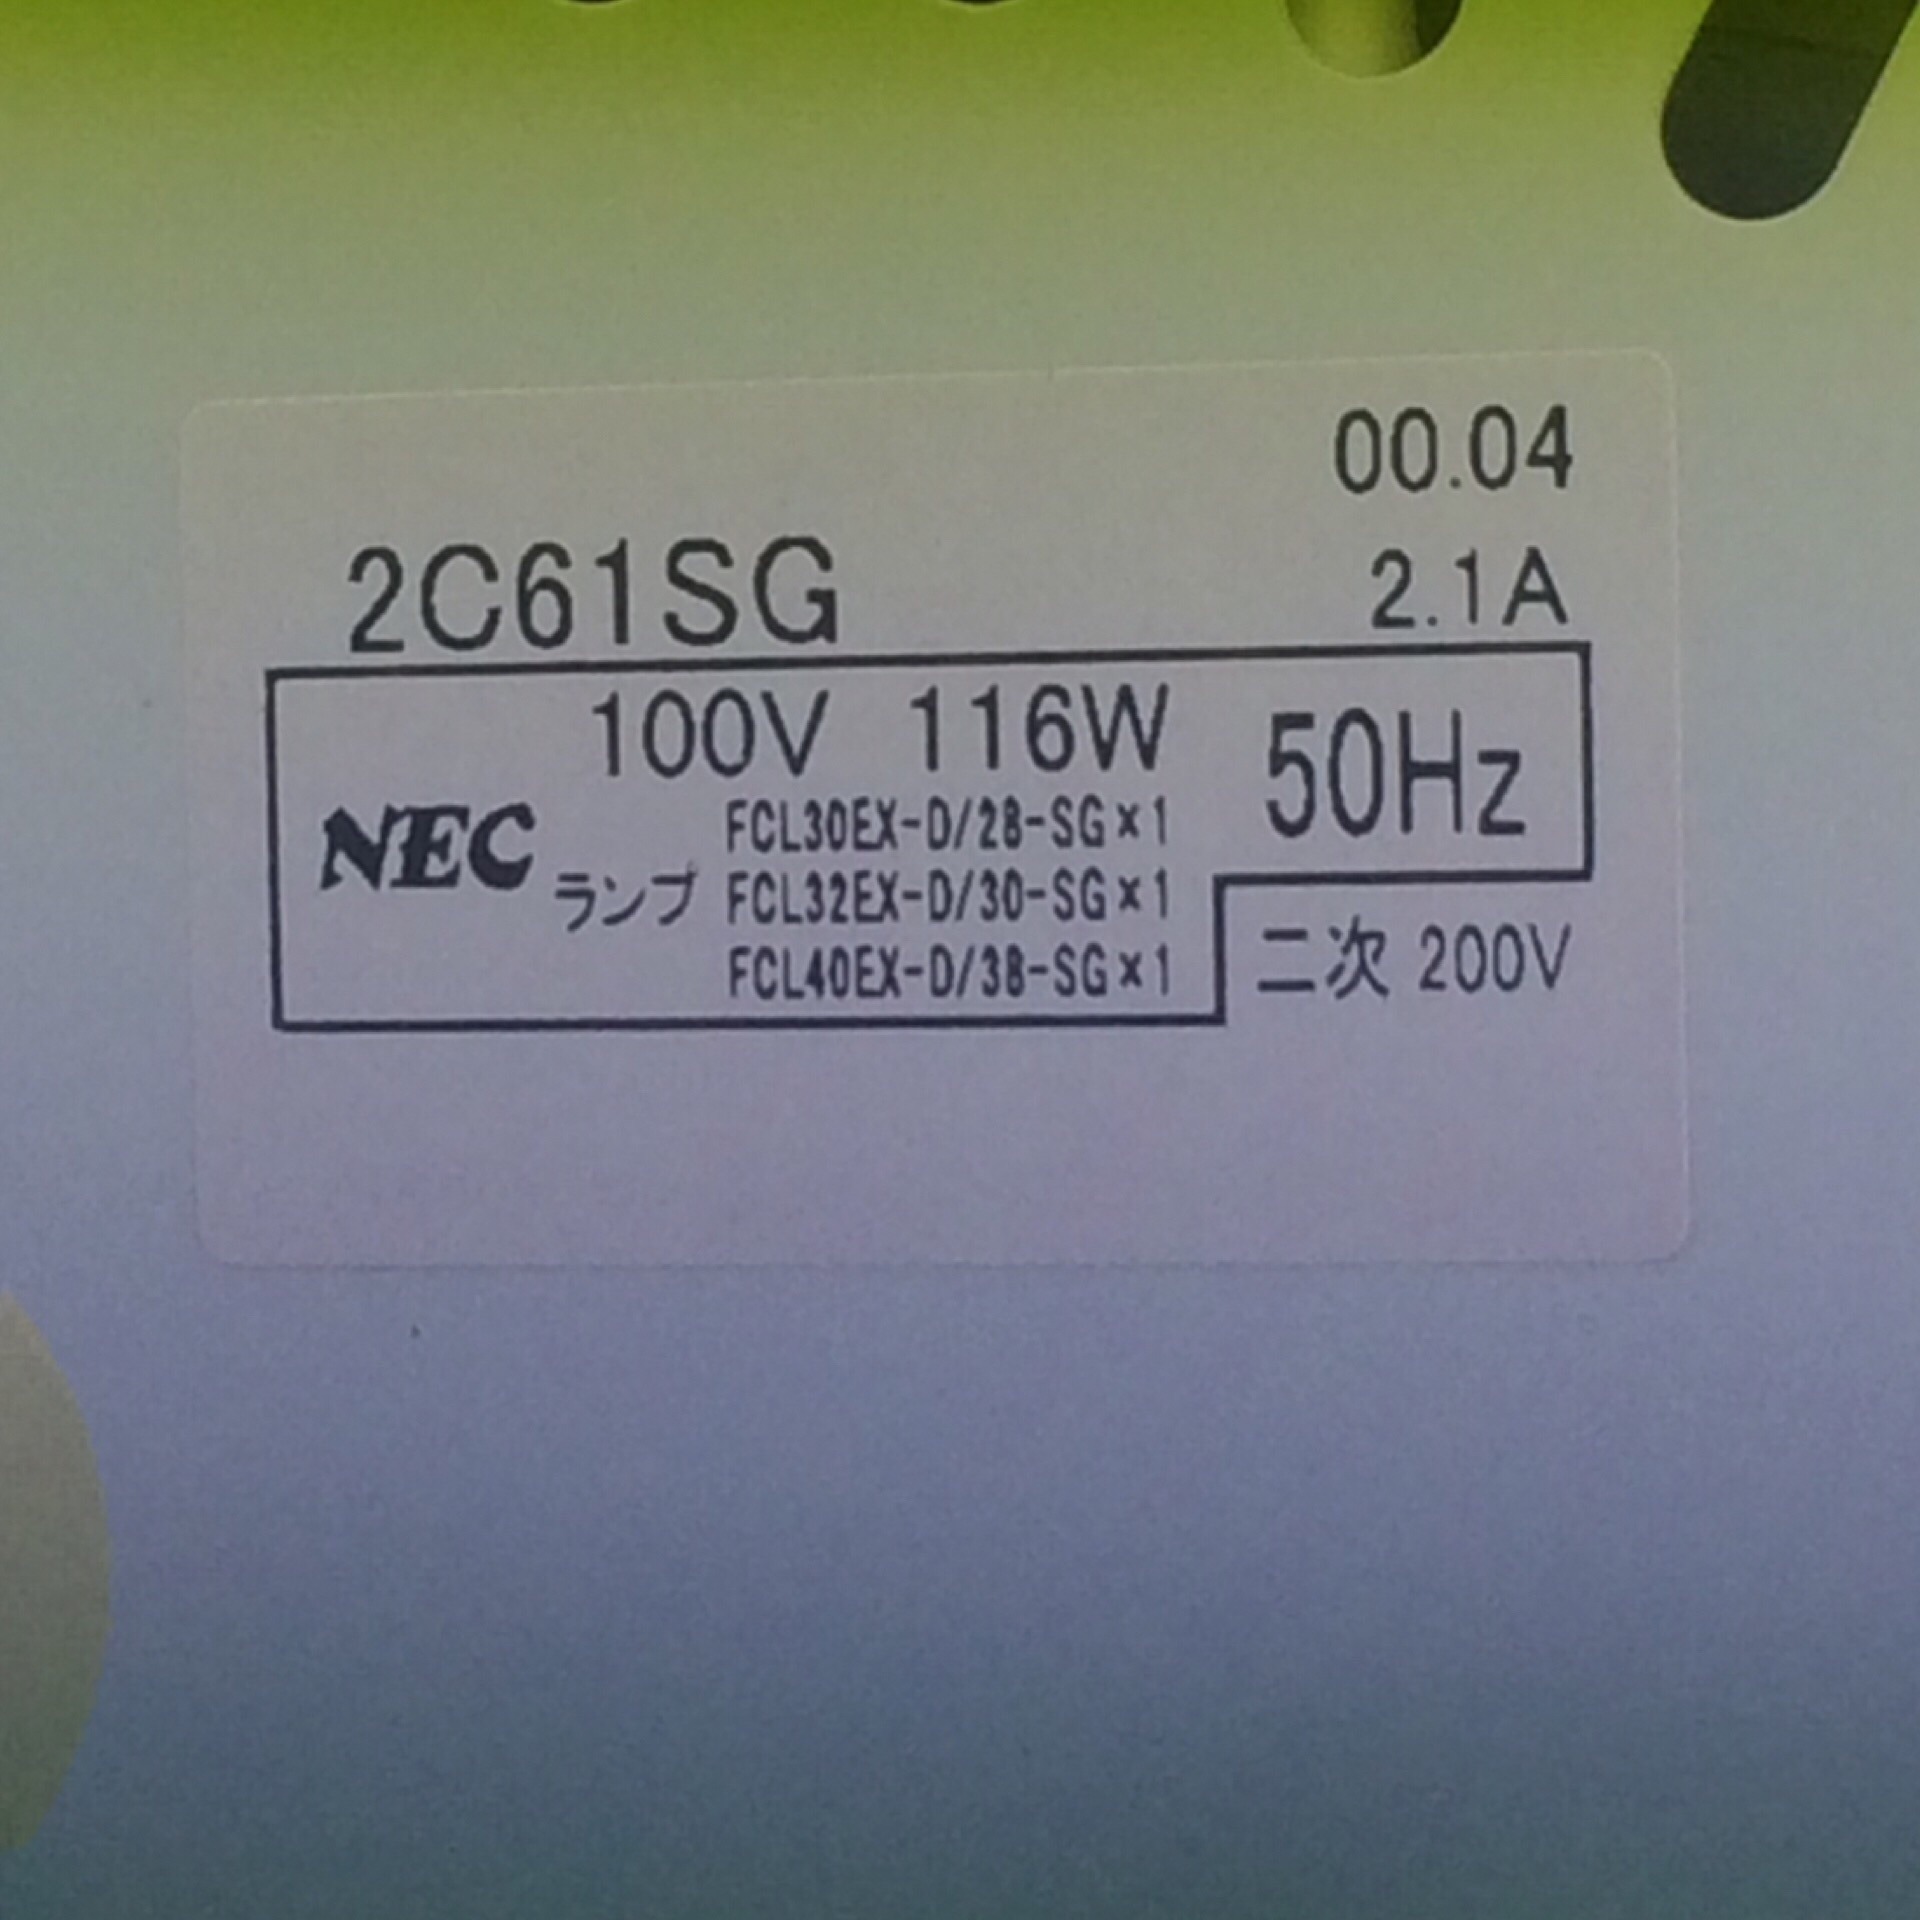 00.04
2C61SG 2.1A
100V 116W 50Hz
NEC ランプ
FCL30EX-D/28-SG×1
FCL32EX-D/30-SG×1
FCL40EX-D/38-SG×1
二次 200V